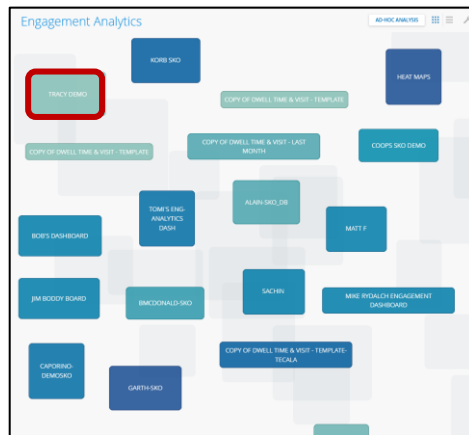 Engagement Analytics
AD-HOC ANALYSIS
KORB SKO
HEAT MAPS
TRACY DEMO
COPY OF DWELL TIME & VISIT - TEMPLATE
COPY OF DWELL TIME & VISIT - TEMPLATE
COPY OF DWELL TIME & VISIT - LAST
MONTH
COOPS SKO DEMO
ALAIN-SKO_DB
TOMI'S ENG-
ANALYTICS
DASH
MATT F
BOB'S DASHBOARD
SACHIN
JIM BODDY BOARD
BMCDONALD-SKO
MIKE RYDALCH ENGAGEMENT
DASHBOARD
COPY OF DWELL TIME & VISIT - TEMPLATE-
TECALA
CAPORINO-
DEMOSKO
GARTH-SKO